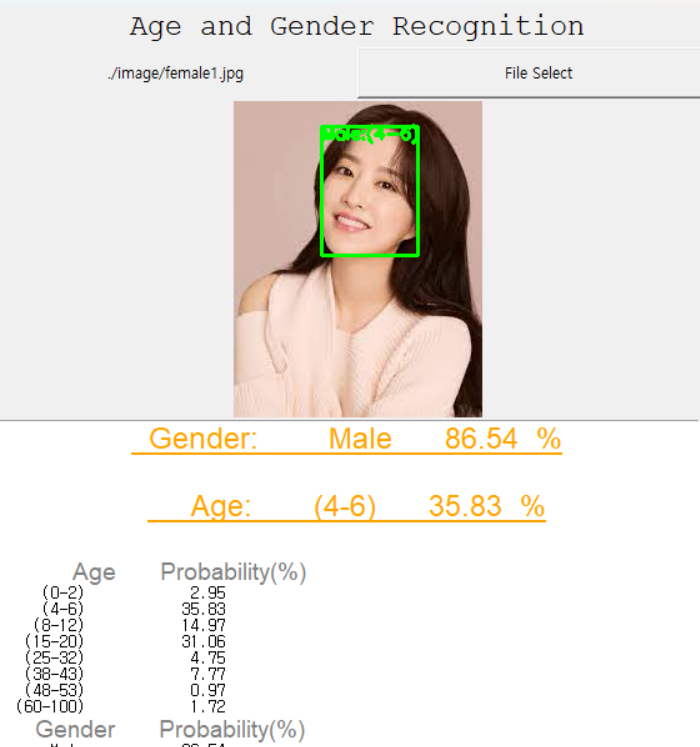 Age and Gender Recognition
./image/female1.jpg File Select
Male:(4-6)
Gender: Male 86.54 %
Age: (4-6) 35.83 %
Age Probability(%)
(0-2) 2.95
(4-6) 35.83
(8-12) 14.97
(15-20) 31.06
(25-32) 4.75
(38-43) 7.77
(48-53) 0.97
(60-100) 1.72
Gender Probability(%)